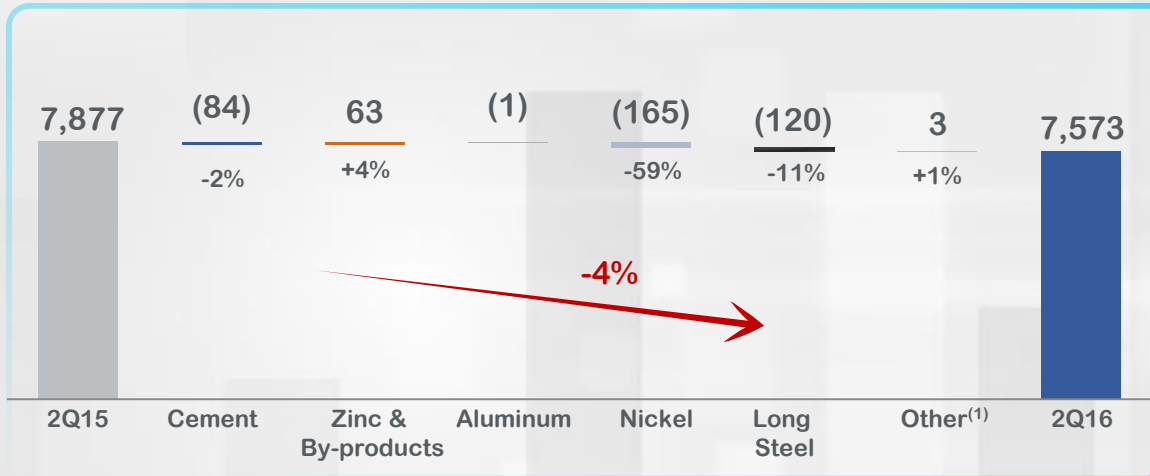 7,877
(84)
63
(1)
(165)
(120)
3
7,573
-2%
+4%
-59%
-11%
+1%
-4%
2Q15
Cement
Zinc &
By-products
Aluminum
Nickel
Long
Steel
Other(1)
2Q16